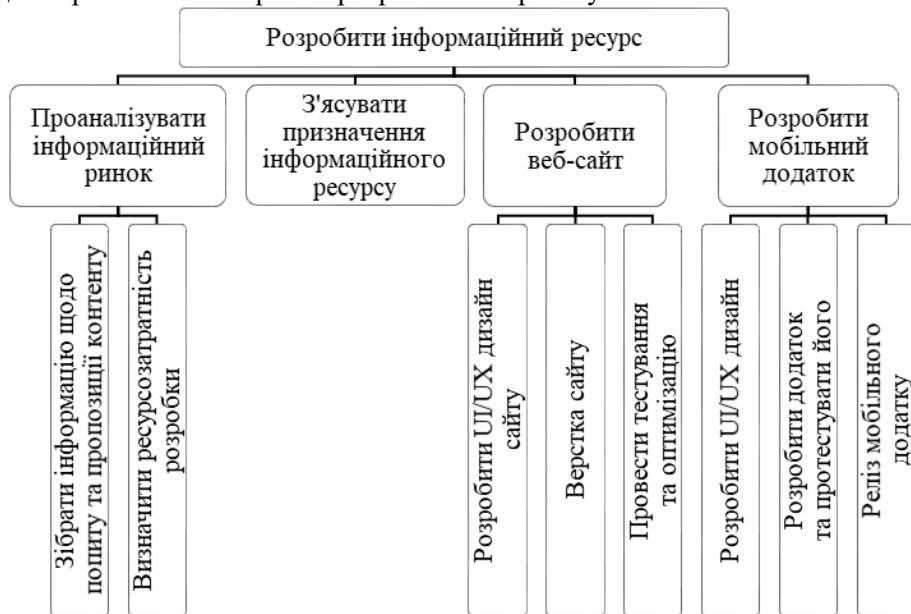 Розробити інформаційний ресурс
Проаналізувати
інформаційний
ринок
З'ясувати
призначення
інформаційного
ресурсу
Розробити
веб-сайт
Розробити
мобільний
додаток
Зібрати інформацію щодо
попиту та пропозиції контенту
Визначити ресурсозатратність
розробки
Розробити UI/UX дизайн
сайту
Верстка сайту
Провести тестування
та оптимізацію
Розробити UI/UX дизайн
Розробити додаток
та протестувати його
Реліз мобільного
додатку